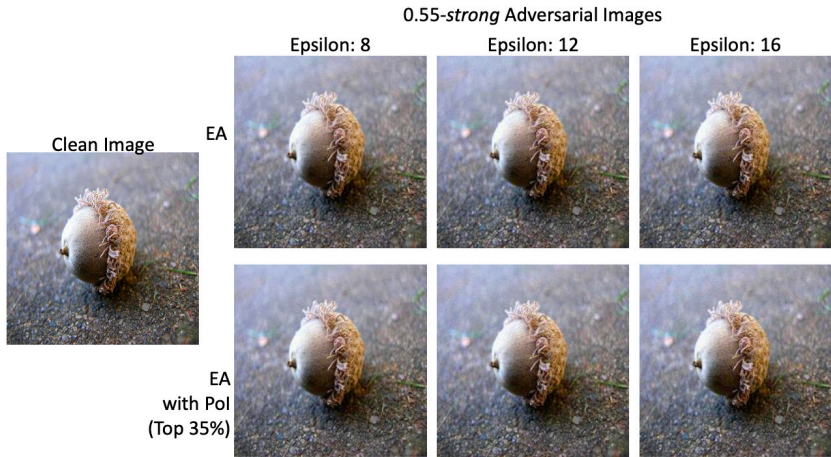 0.55-strong Adversarial Images
Epsilon: 8
Epsilon: 12
Epsilon: 16
EA
Clean Image
EA
with PoI
(Top 35%)